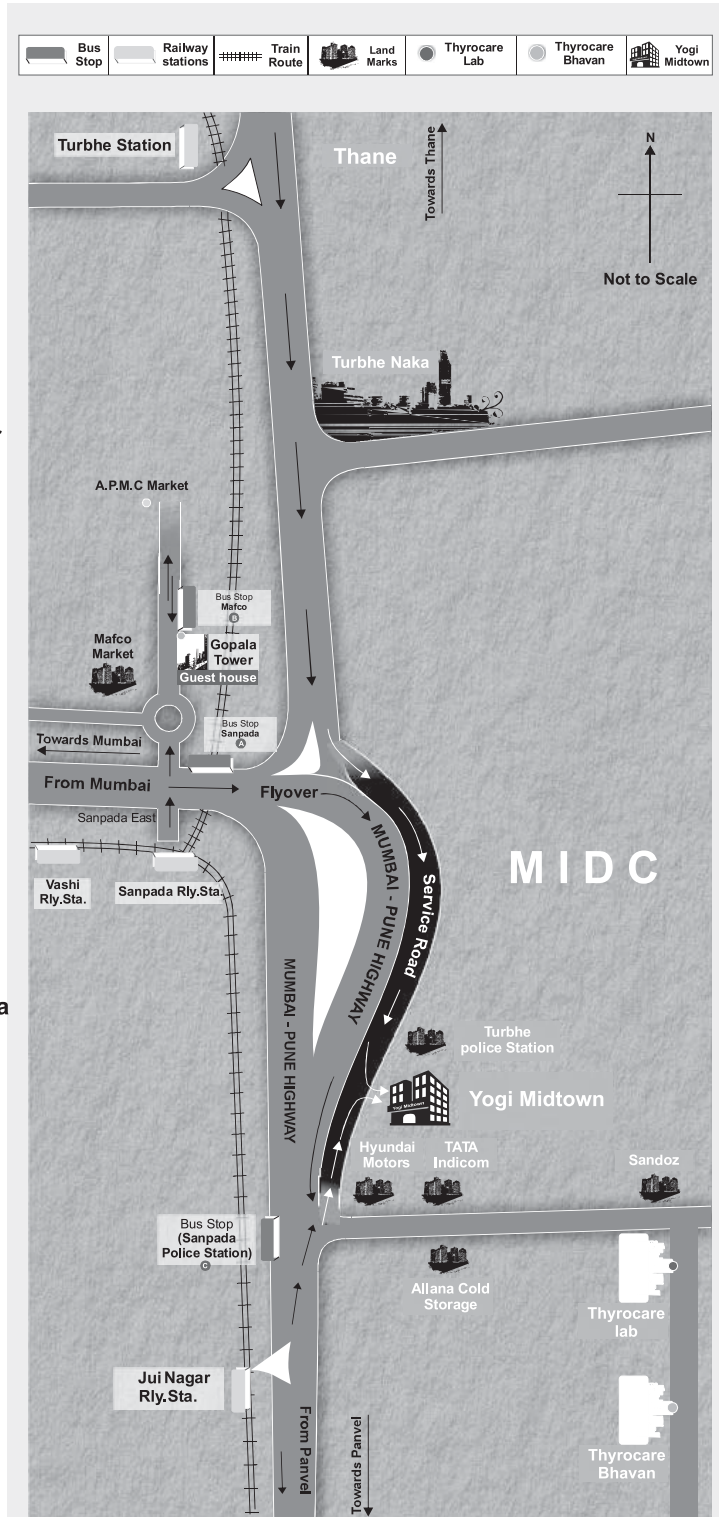 Bus
Stop
Railway
stations
Train
Route
Land
Marks
Thyrocare
Lab
Thyrocare
Bhavan
Yogi
Midtown
Turbhe Station
Thane
Towards Thane
N
Not to Scale
Turbhe Naka
A.P.M.C Market
Bus Stop
Mafco
B
Mafco
Market
Gopala
Tower
Guest house
Bus Stop
Sanpada
A
Towards Mumbai
From Mumbai
Flyover
Sanpada East
Vashi
Rly.Sta.
Sanpada Rly.Sta.
MIDC
MUMBAI - PUNE HIGHWAY
Service Road
MUMBAI - PUNE HIGHWAY
a
Turbhe
police Station
Yogi Midtown
Yogi Midtown
Hyundai
Motors
TATA
Indicom
Sandoz
Bus Stop
(Sanpada
Police Station)
C
Allana Cold
Storage
Thyrocare
lab
Jui Nagar
Rly.Sta.
From Panvel
Towards Panvel
Thyrocare
Bhavan